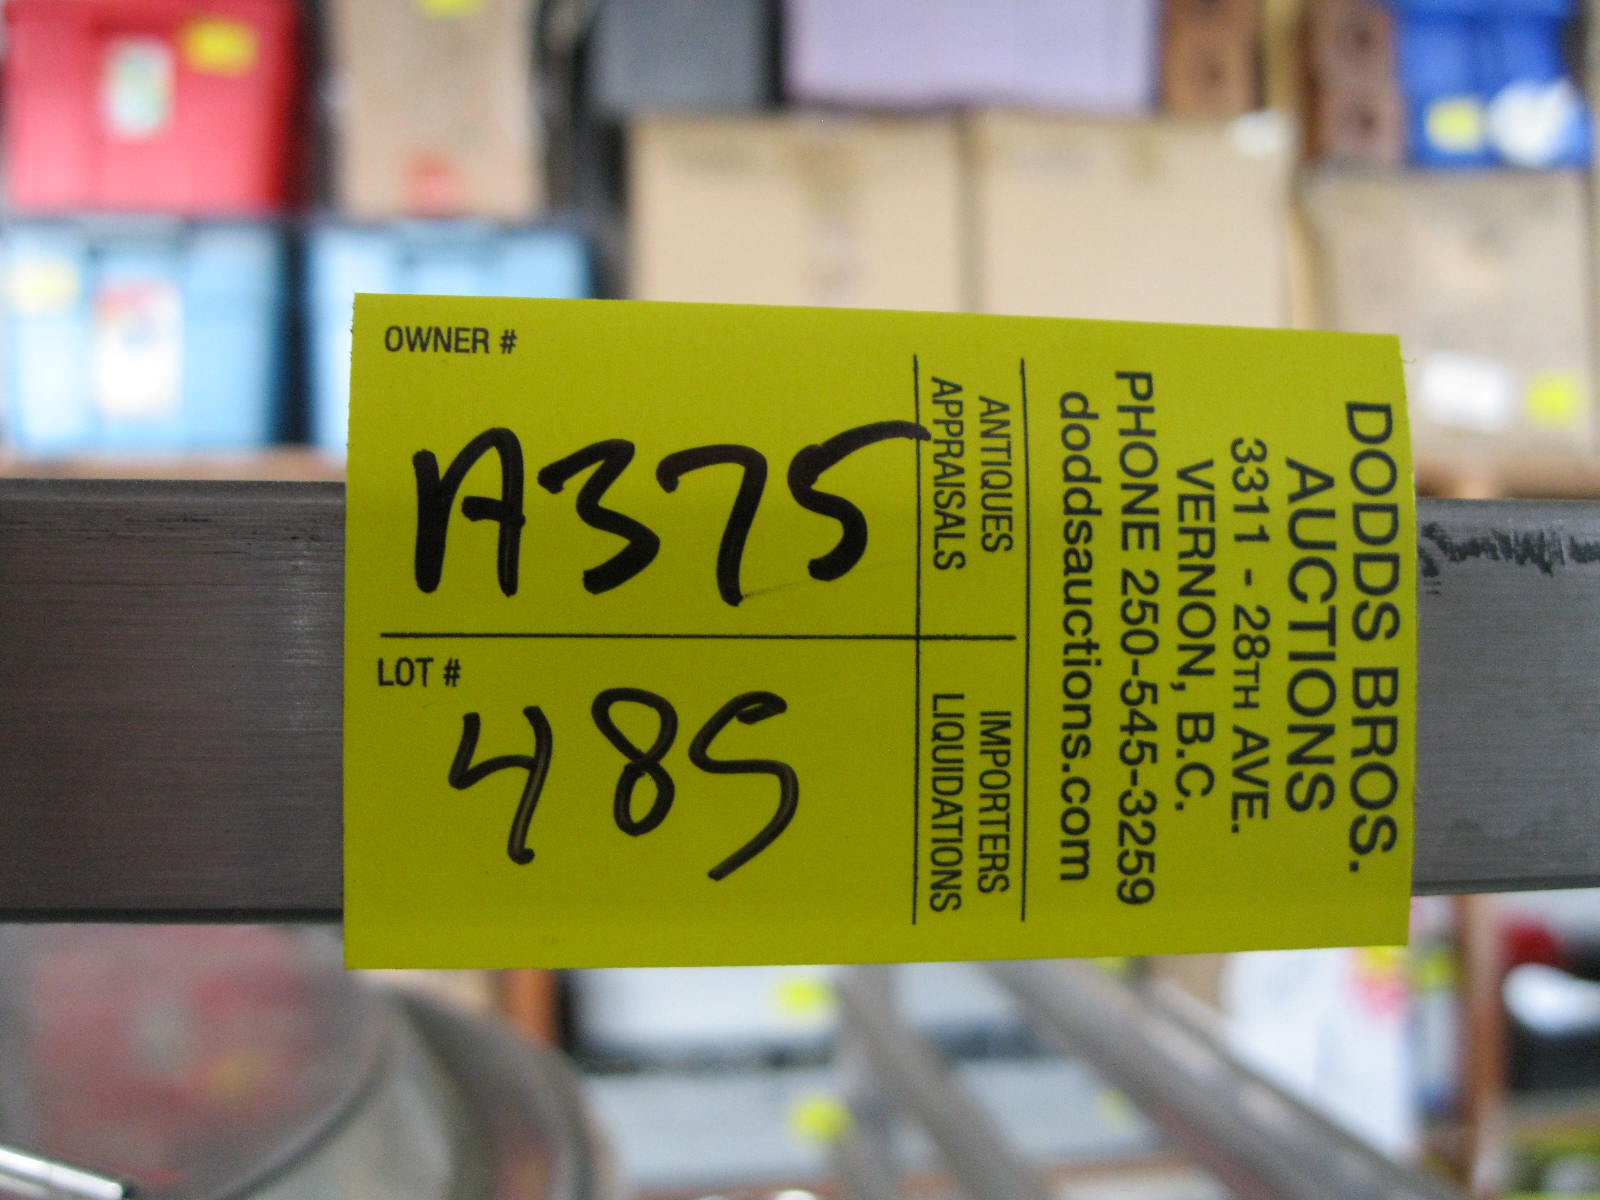 DODDS BROS.
AUCTIONS
3311 - 28TH AVE.
VERNON, B.C.
PHONE 250-545-3259
doddsauctions.com
ANTIQUES
APPRAISALS
IMPORTERS
LIQUIDATIONS
OWNER #
A375
LOT #
485